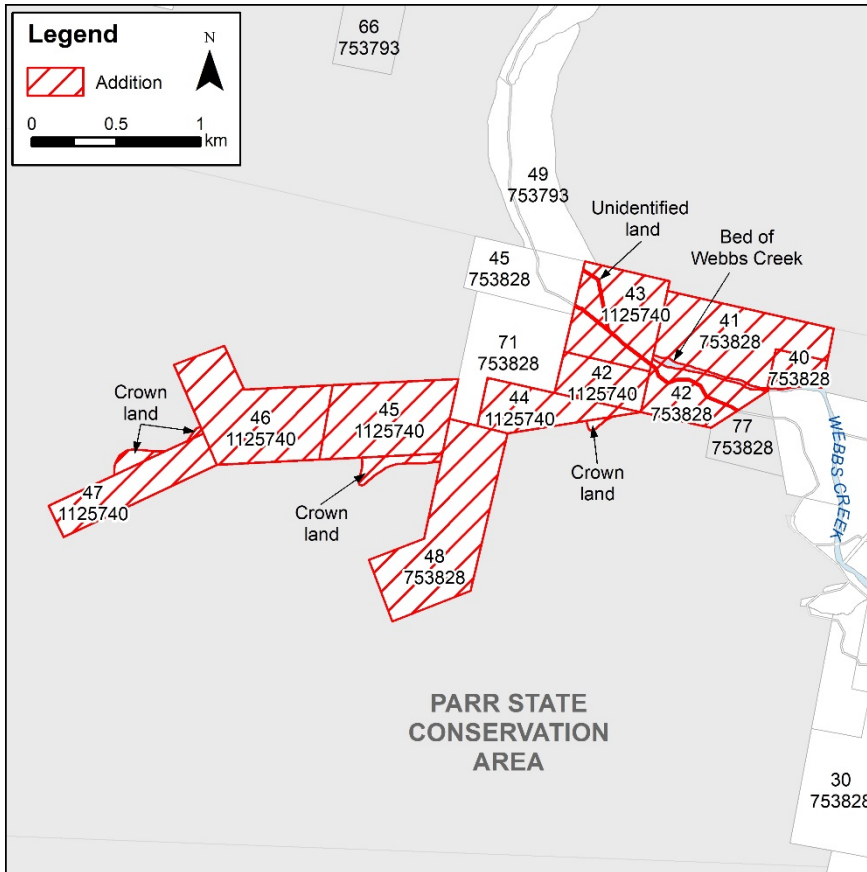 Legend
N
Addition
0 0.5 1
km
66
753793
49
753793
Unidentified
land
Bed of
Webbs Creek
45
753828
43
1125740
41
753828
71
753828
40
753828
42
1125740
42
753828
44
1125740
77
753828
WEBBS CREEK
Crown
land
46
1125740
45
1125740
Crown
land
Crown
land
47
1125740
48
753828
PARR STATE
CONSERVATION
AREA
30
753828